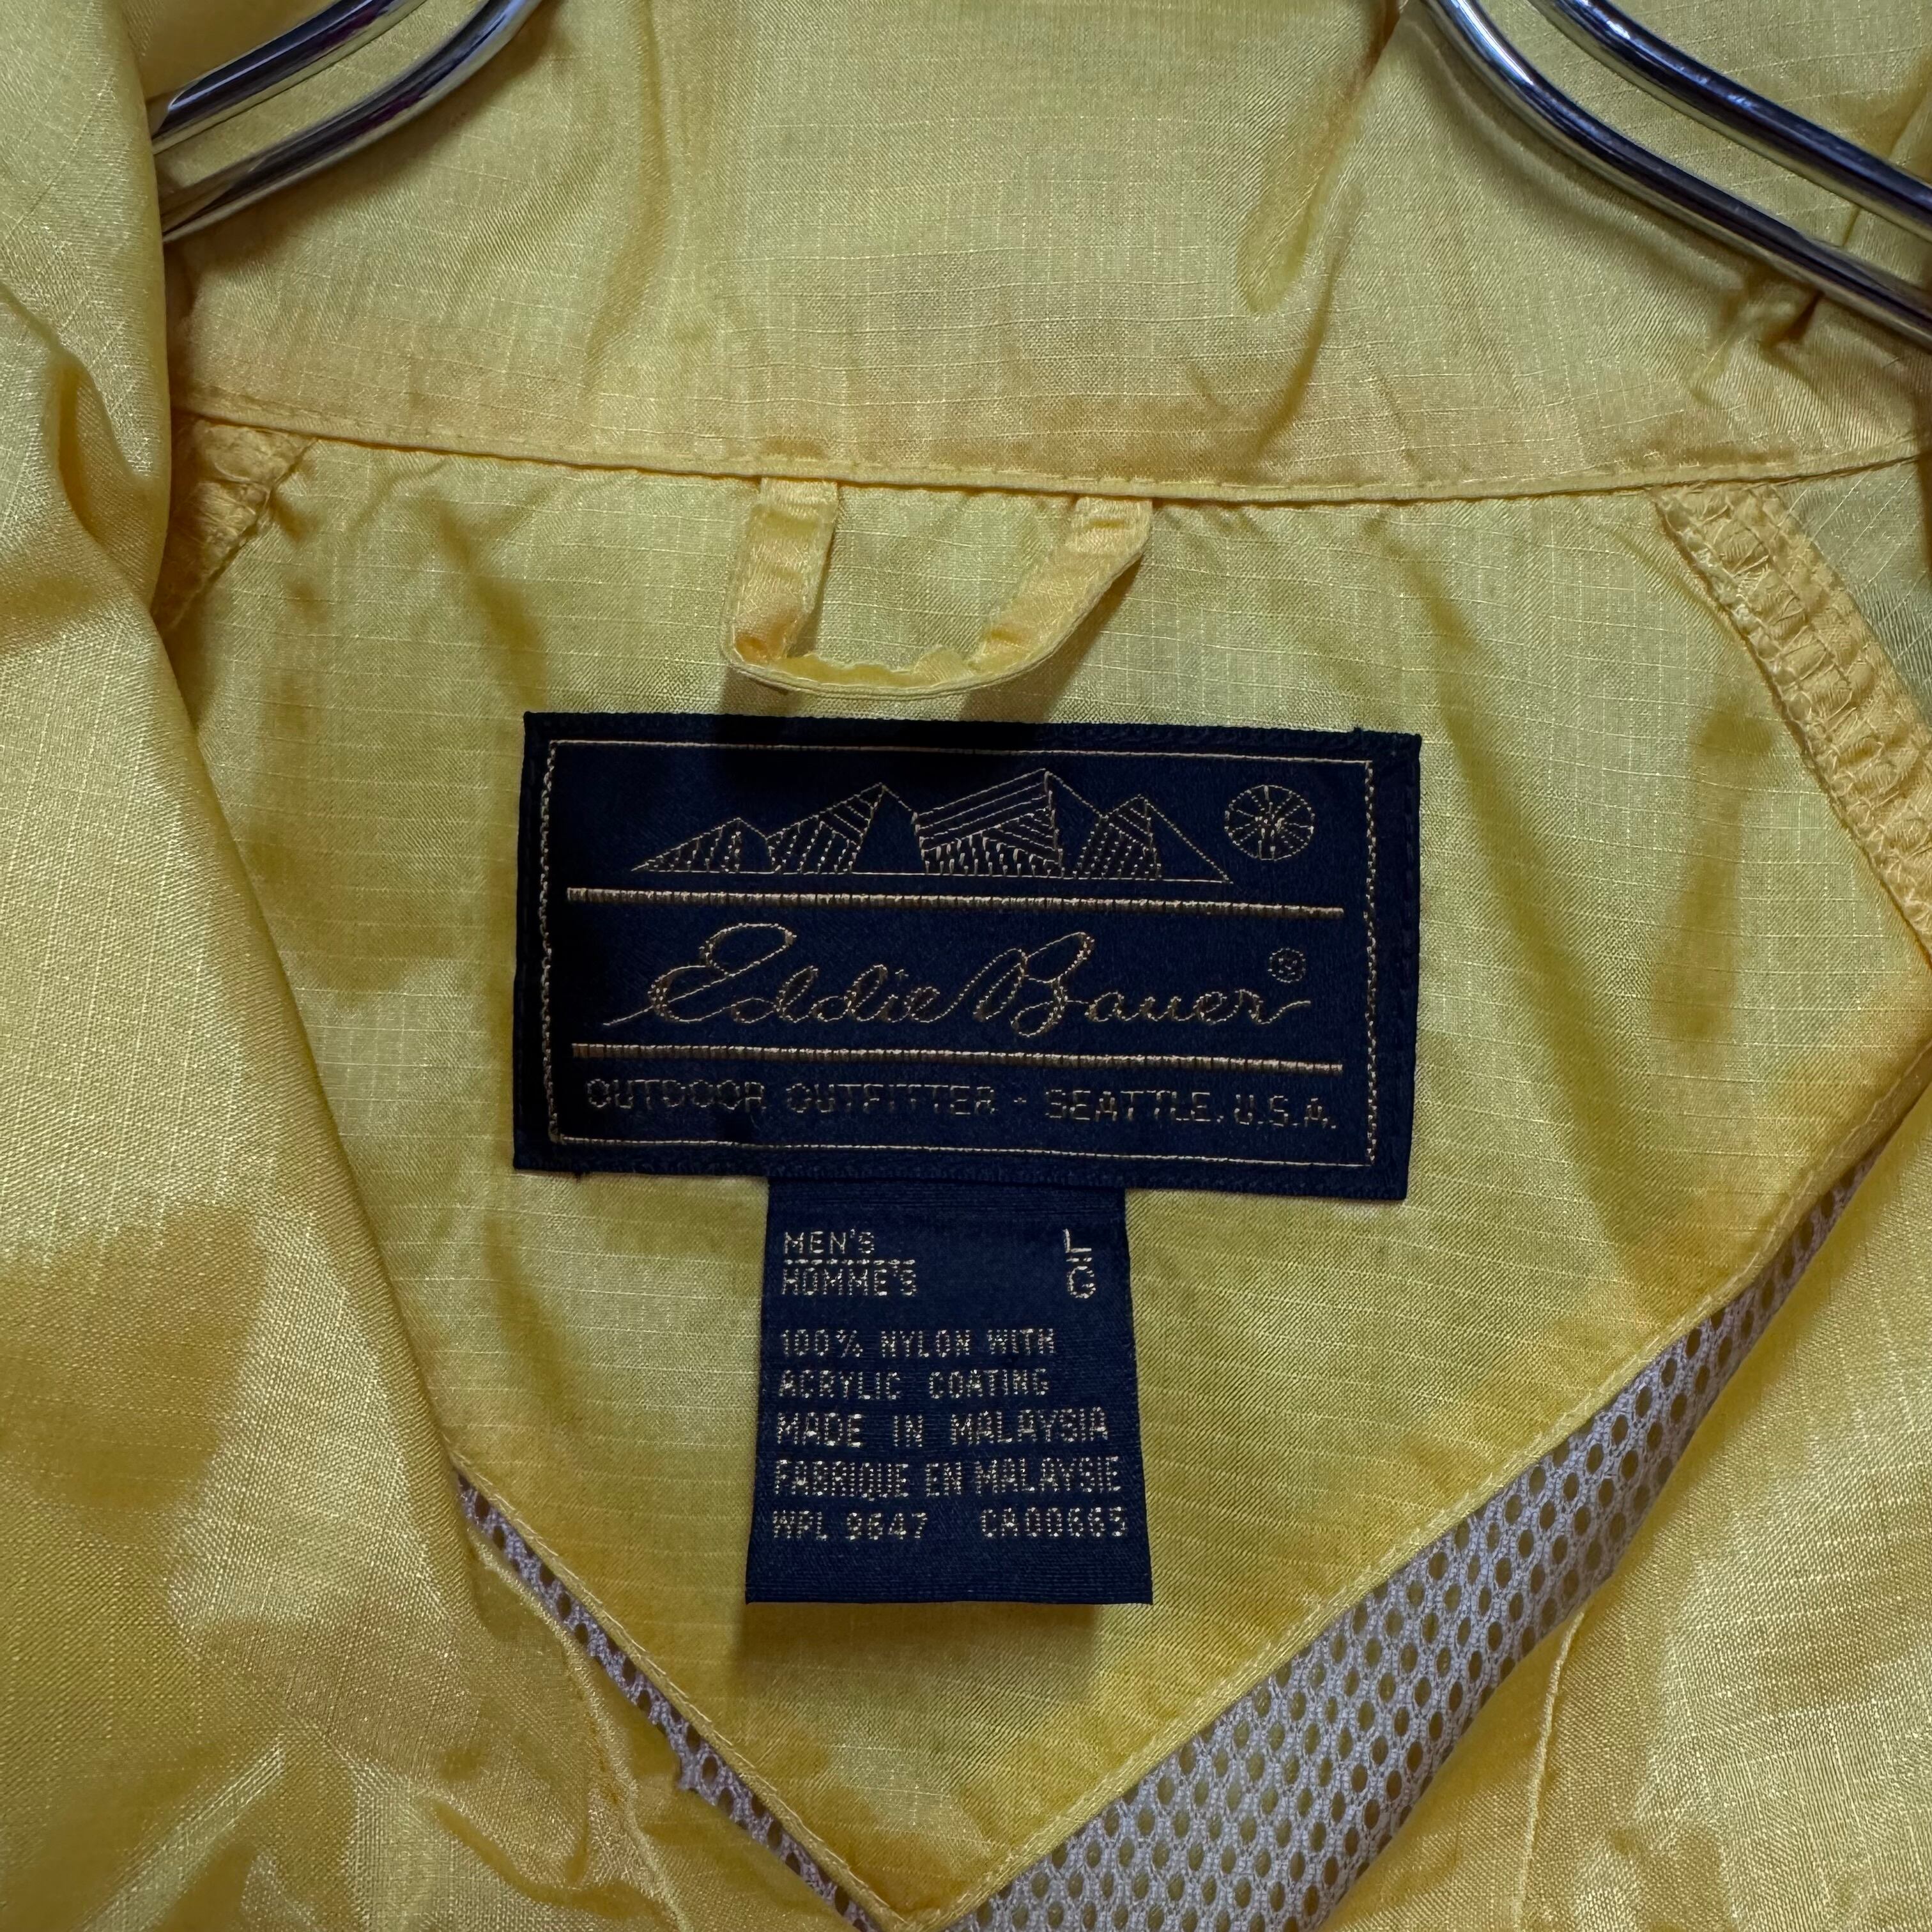 Eddie Bauer ®
OUTDOOR OUTFITTER - SEATTLE, U.S.A.
MEN'S L
HOMME'S G
100% NYLON WITH
ACRYLIC COATING
MADE IN MALAYSIA
FABRIQUE EN MALAYSIE
WPL 9647 CA00665